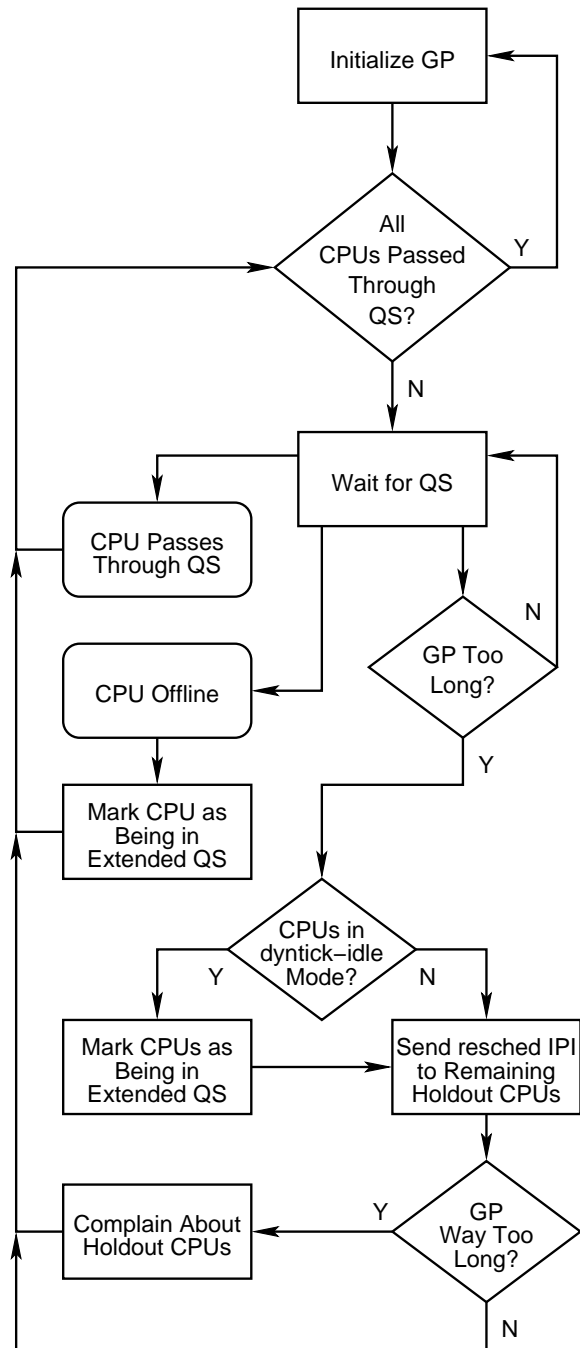 Initialize GP
All
CPUs Passed
Through
QS?
Y
N
Wait for QS
CPU Passes
Through QS
N
GP Too
Long?
CPU Offline
Y
Mark CPU as
Being in
Extended QS
CPUs in
dyntick–idle
Mode?
Y
N
Mark CPUs as
Being in
Extended QS
Send resched IPI
to Remaining
Holdout CPUs
Complain About
Holdout CPUs
Y
GP
Way Too
Long?
N